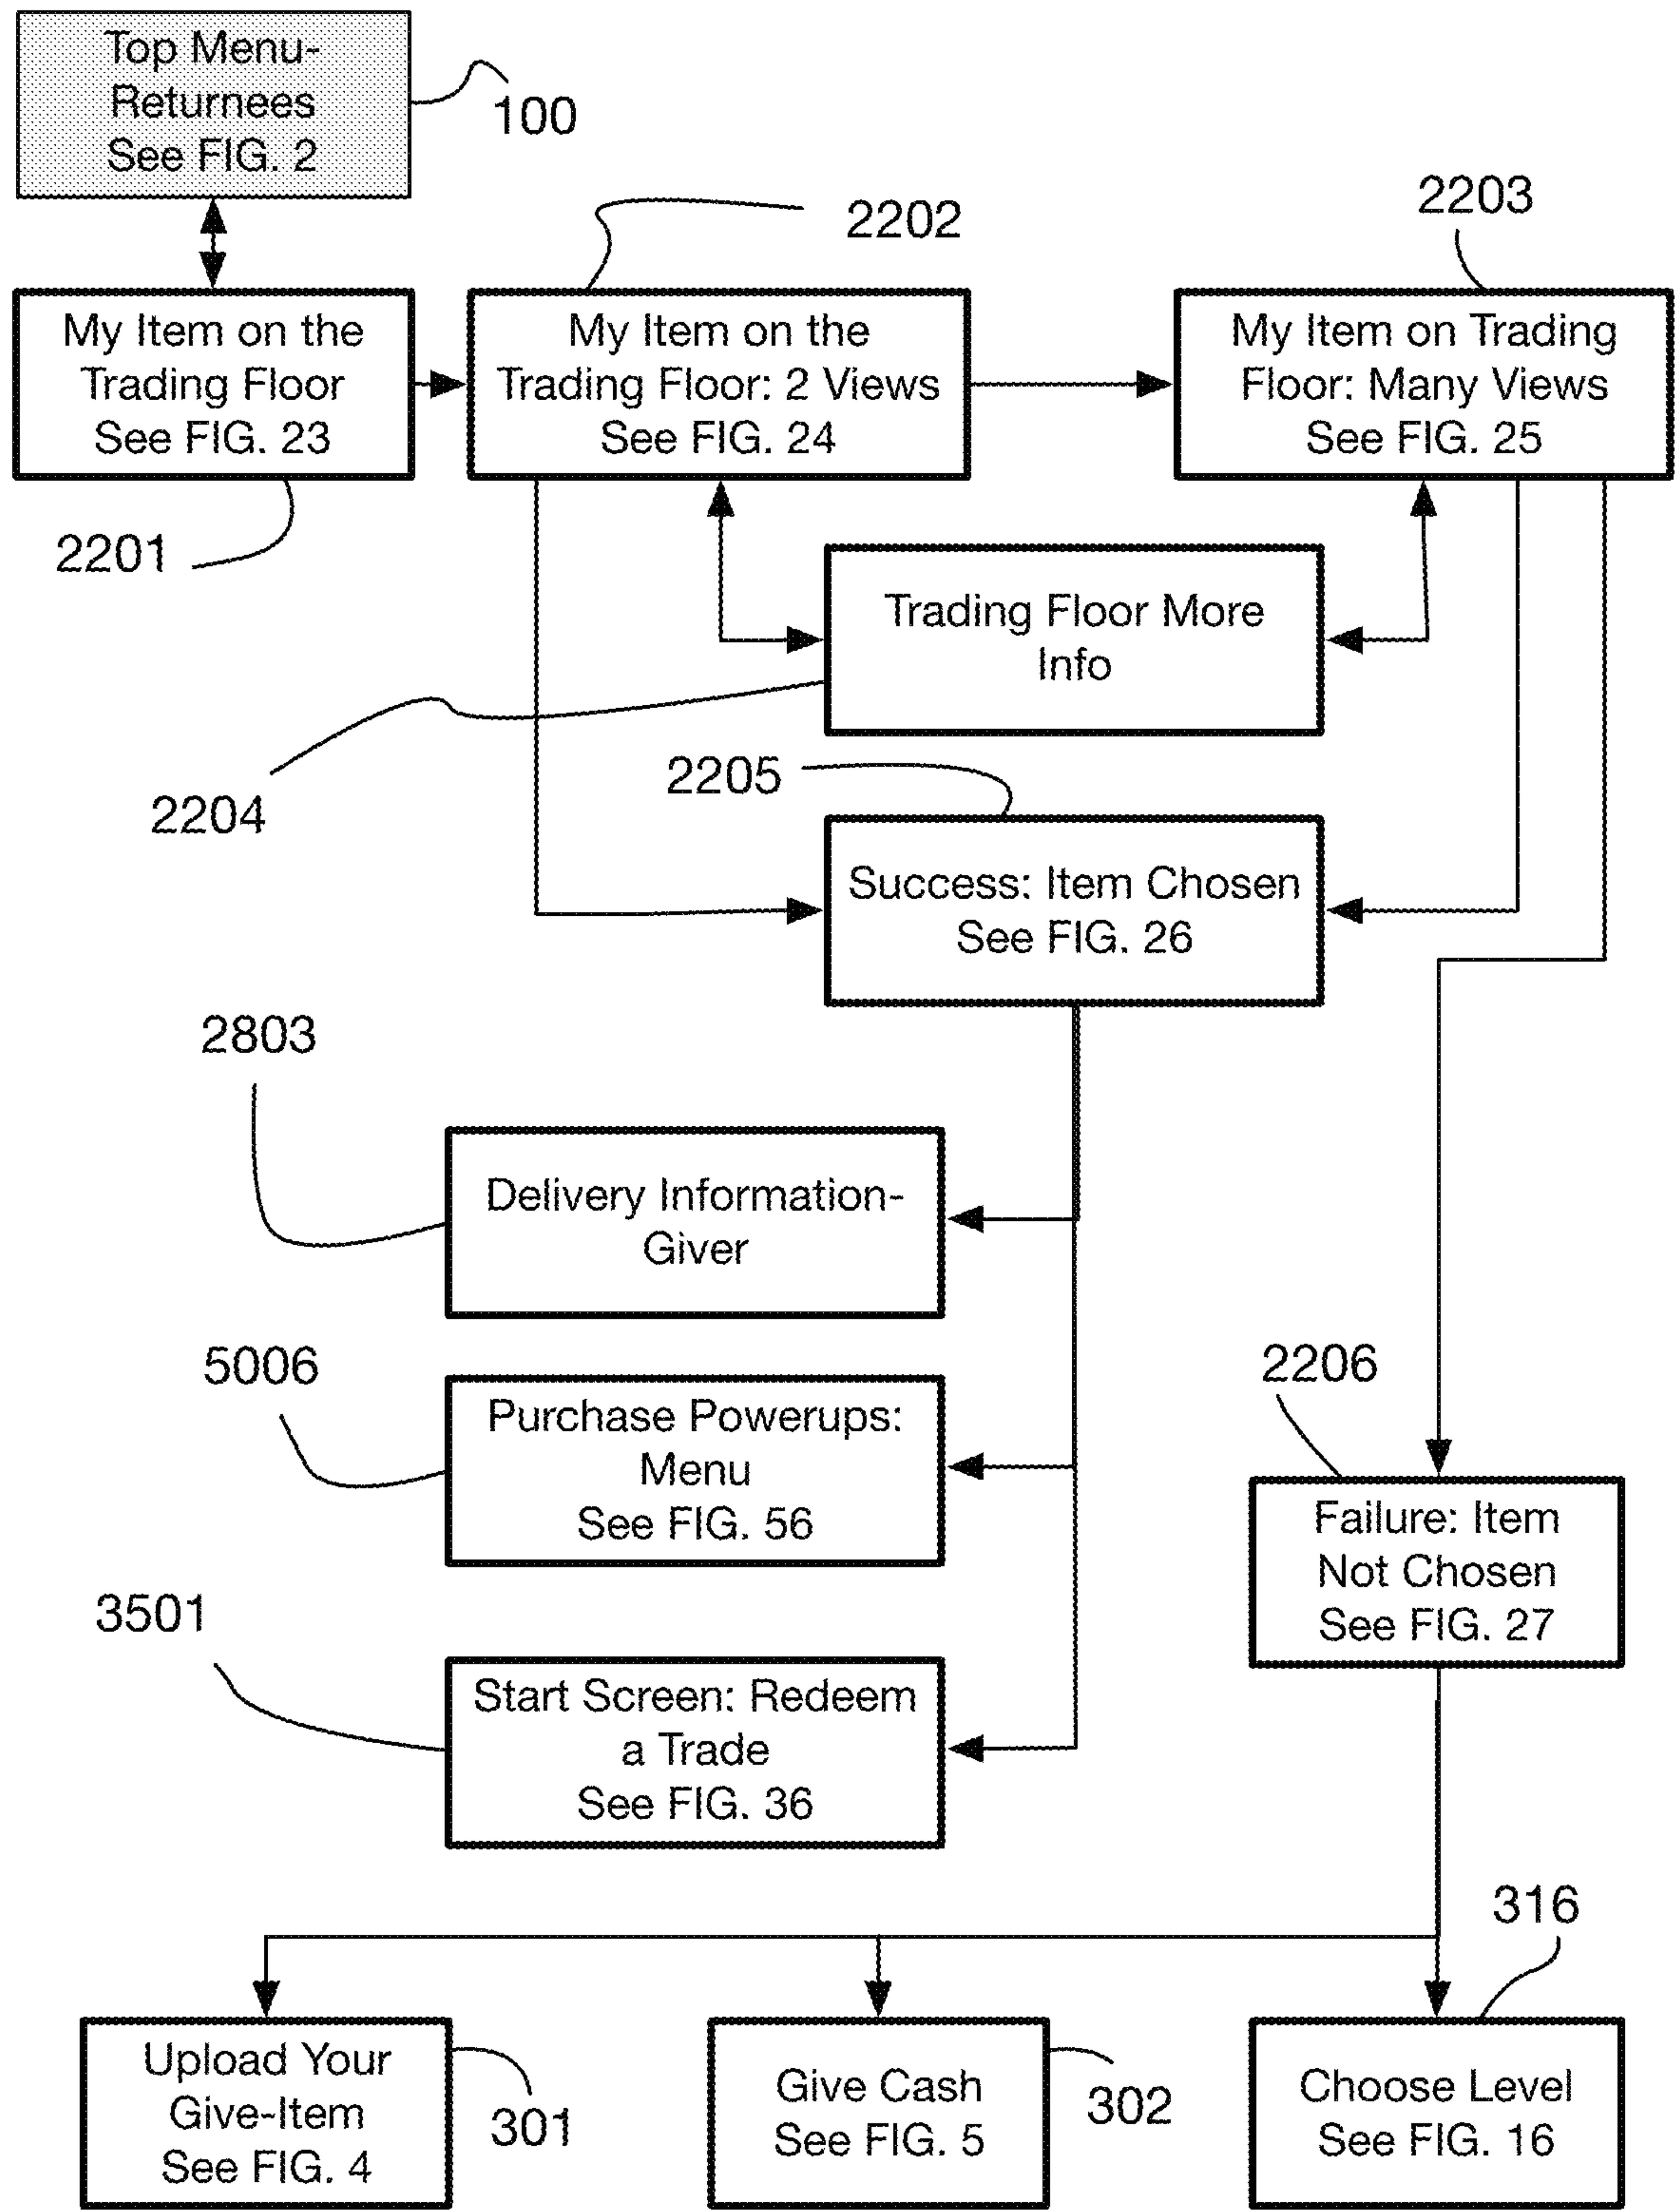 Top Menu-
Returnees
See FIG. 2
100
2202
2203
My Item on the
Trading Floor
See FIG. 23
My Item on the
Trading Floor: 2 Views
See FIG. 24
My Item on Trading
Floor: Many Views
See FIG. 25
2201
Trading Floor More
Info
2204
2205
Success: Item Chosen
See FIG. 26
2803
Delivery Information-
Giver
5006
Purchase Powerups:
Menu
See FIG. 56
2206
Failure: Item
Not Chosen
See FIG. 27
3501
Start Screen: Redeem
a Trade
See FIG. 36
316
Upload Your
Give-Item
See FIG. 4
301
Give Cash
See FIG. 5
302
Choose Level
See FIG. 16